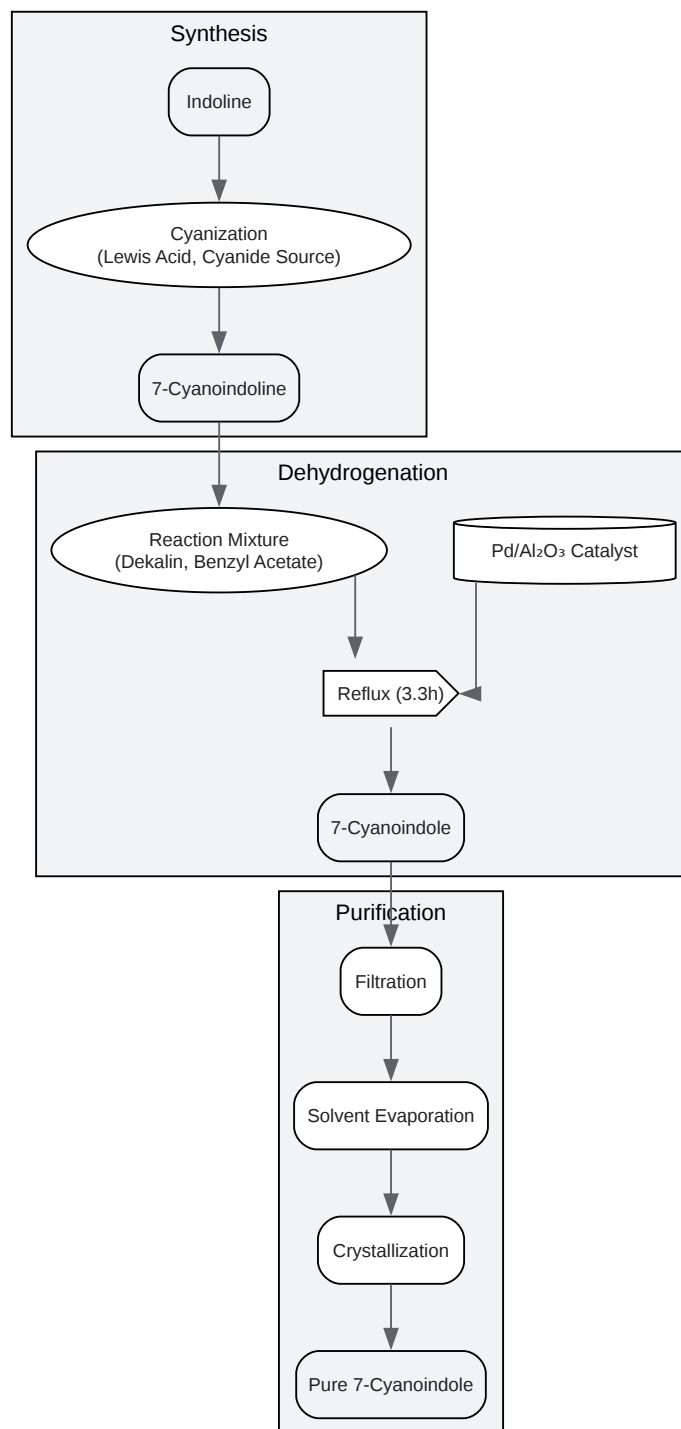 Synthesis
Indoline
Cyanization
(Lewis Acid, Cyanide Source)
7-Cyanoindoline
Dehydrogenation
Reaction Mixture
(Dekalin, Benzyl Acetate)
Pd/Al₂O₃ Catalyst
Reflux (3.3h)
7-Cyanoindole
Purification
Filtration
Solvent Evaporation
Crystallization
Pure 7-Cyanoindole